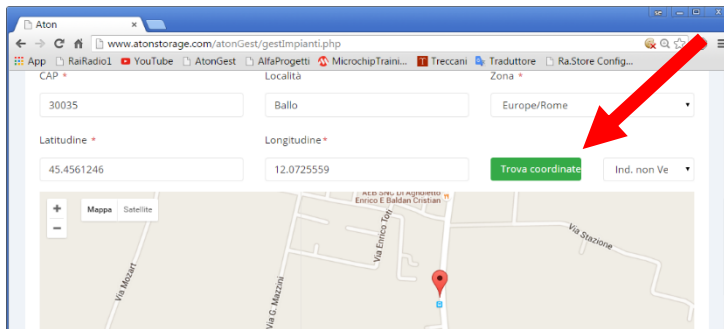 Aton
www.atonstorage.com/atonGest/gestImpianti.php
App RaiRadio1 YouTube AtonGest AlfaProgetti MicrochipTraini... Treccani Traduttore Ra.Store Config...
CAP * Località Zona *
30035 Ballo Europe/Rome
Latitudine * Longitudine*
45.4561246 12.0725559 Trova coordinate Ind. non Ve
Mappa Satellite
AEB SNC Di Agnoletto
Enrico E Baldan Cristian
Via Enrico Toti
Via Stazione
Via Mozart
Via G. Mazzini